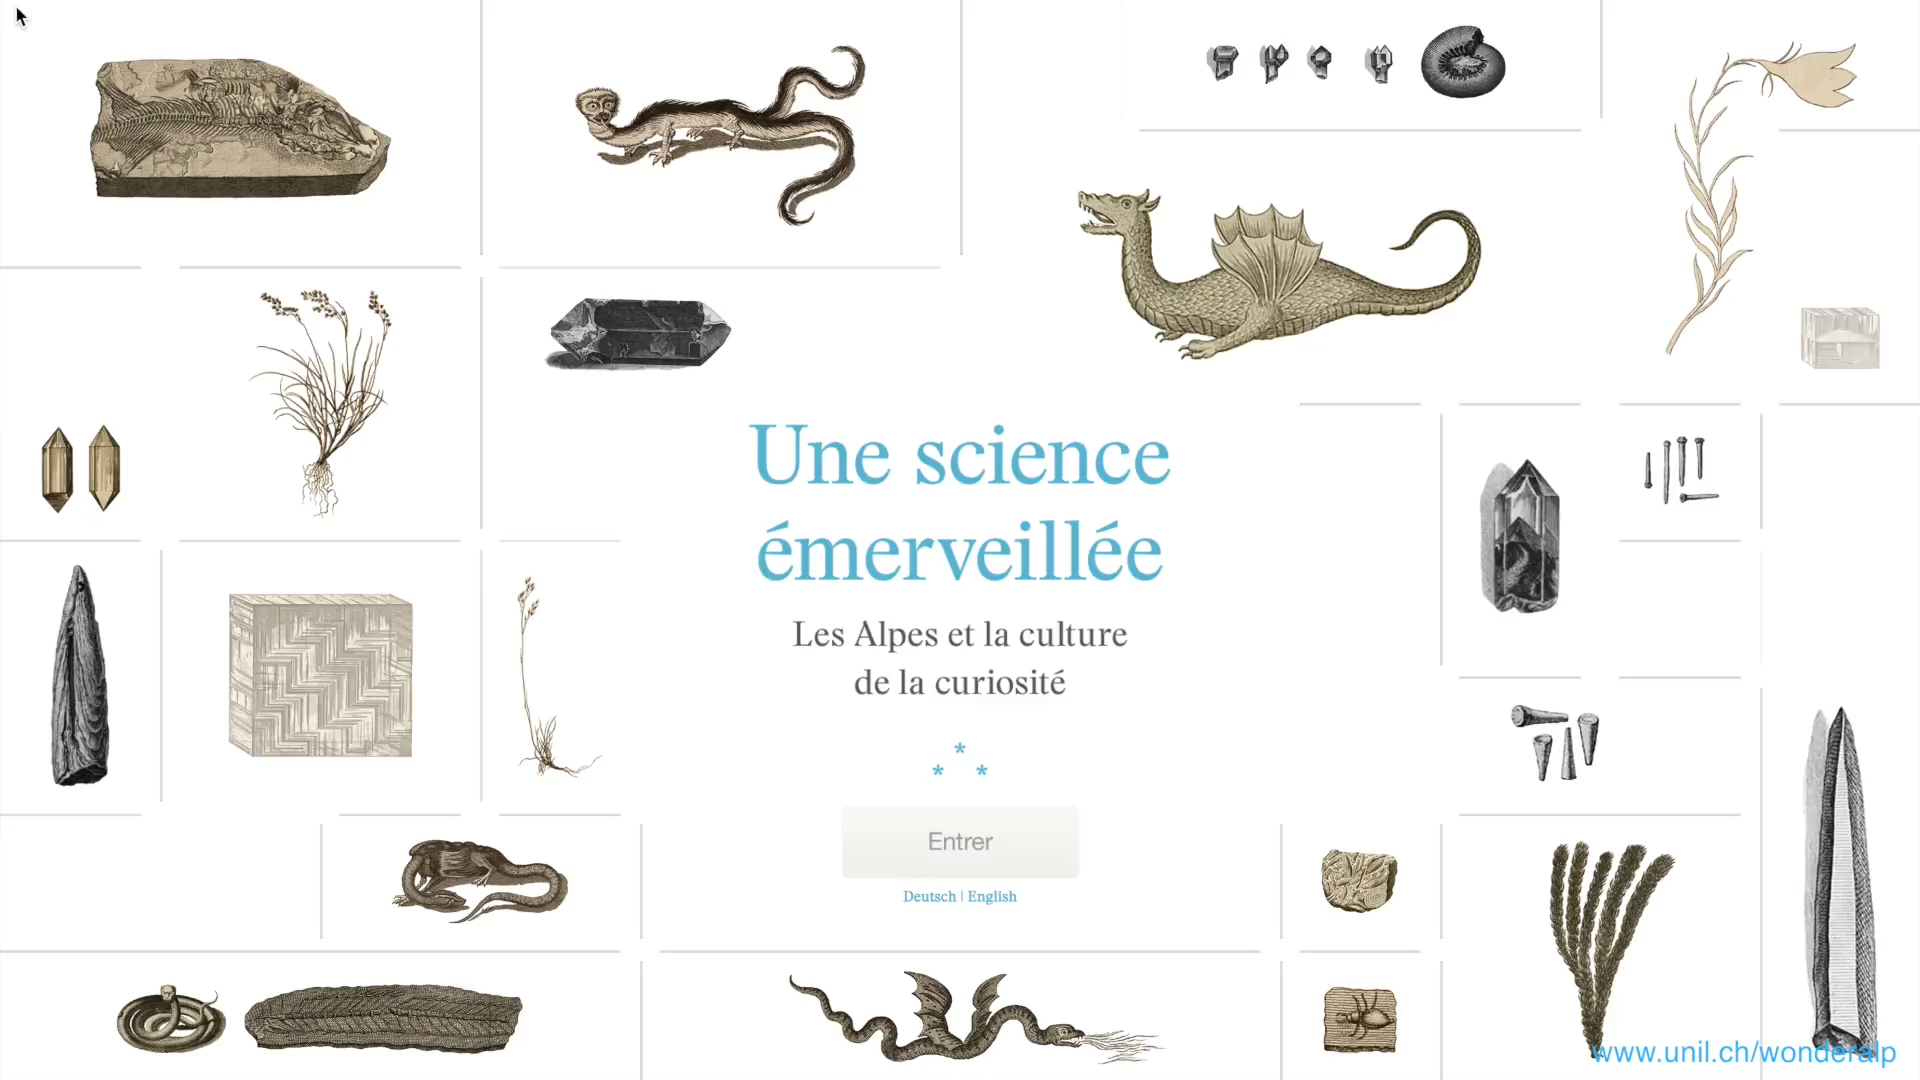 Une science
émerveillée
Les Alpes et la culture
de la curiosité
*
* *
Entrer
Deutsch | English
www.unil.ch/wonderalp